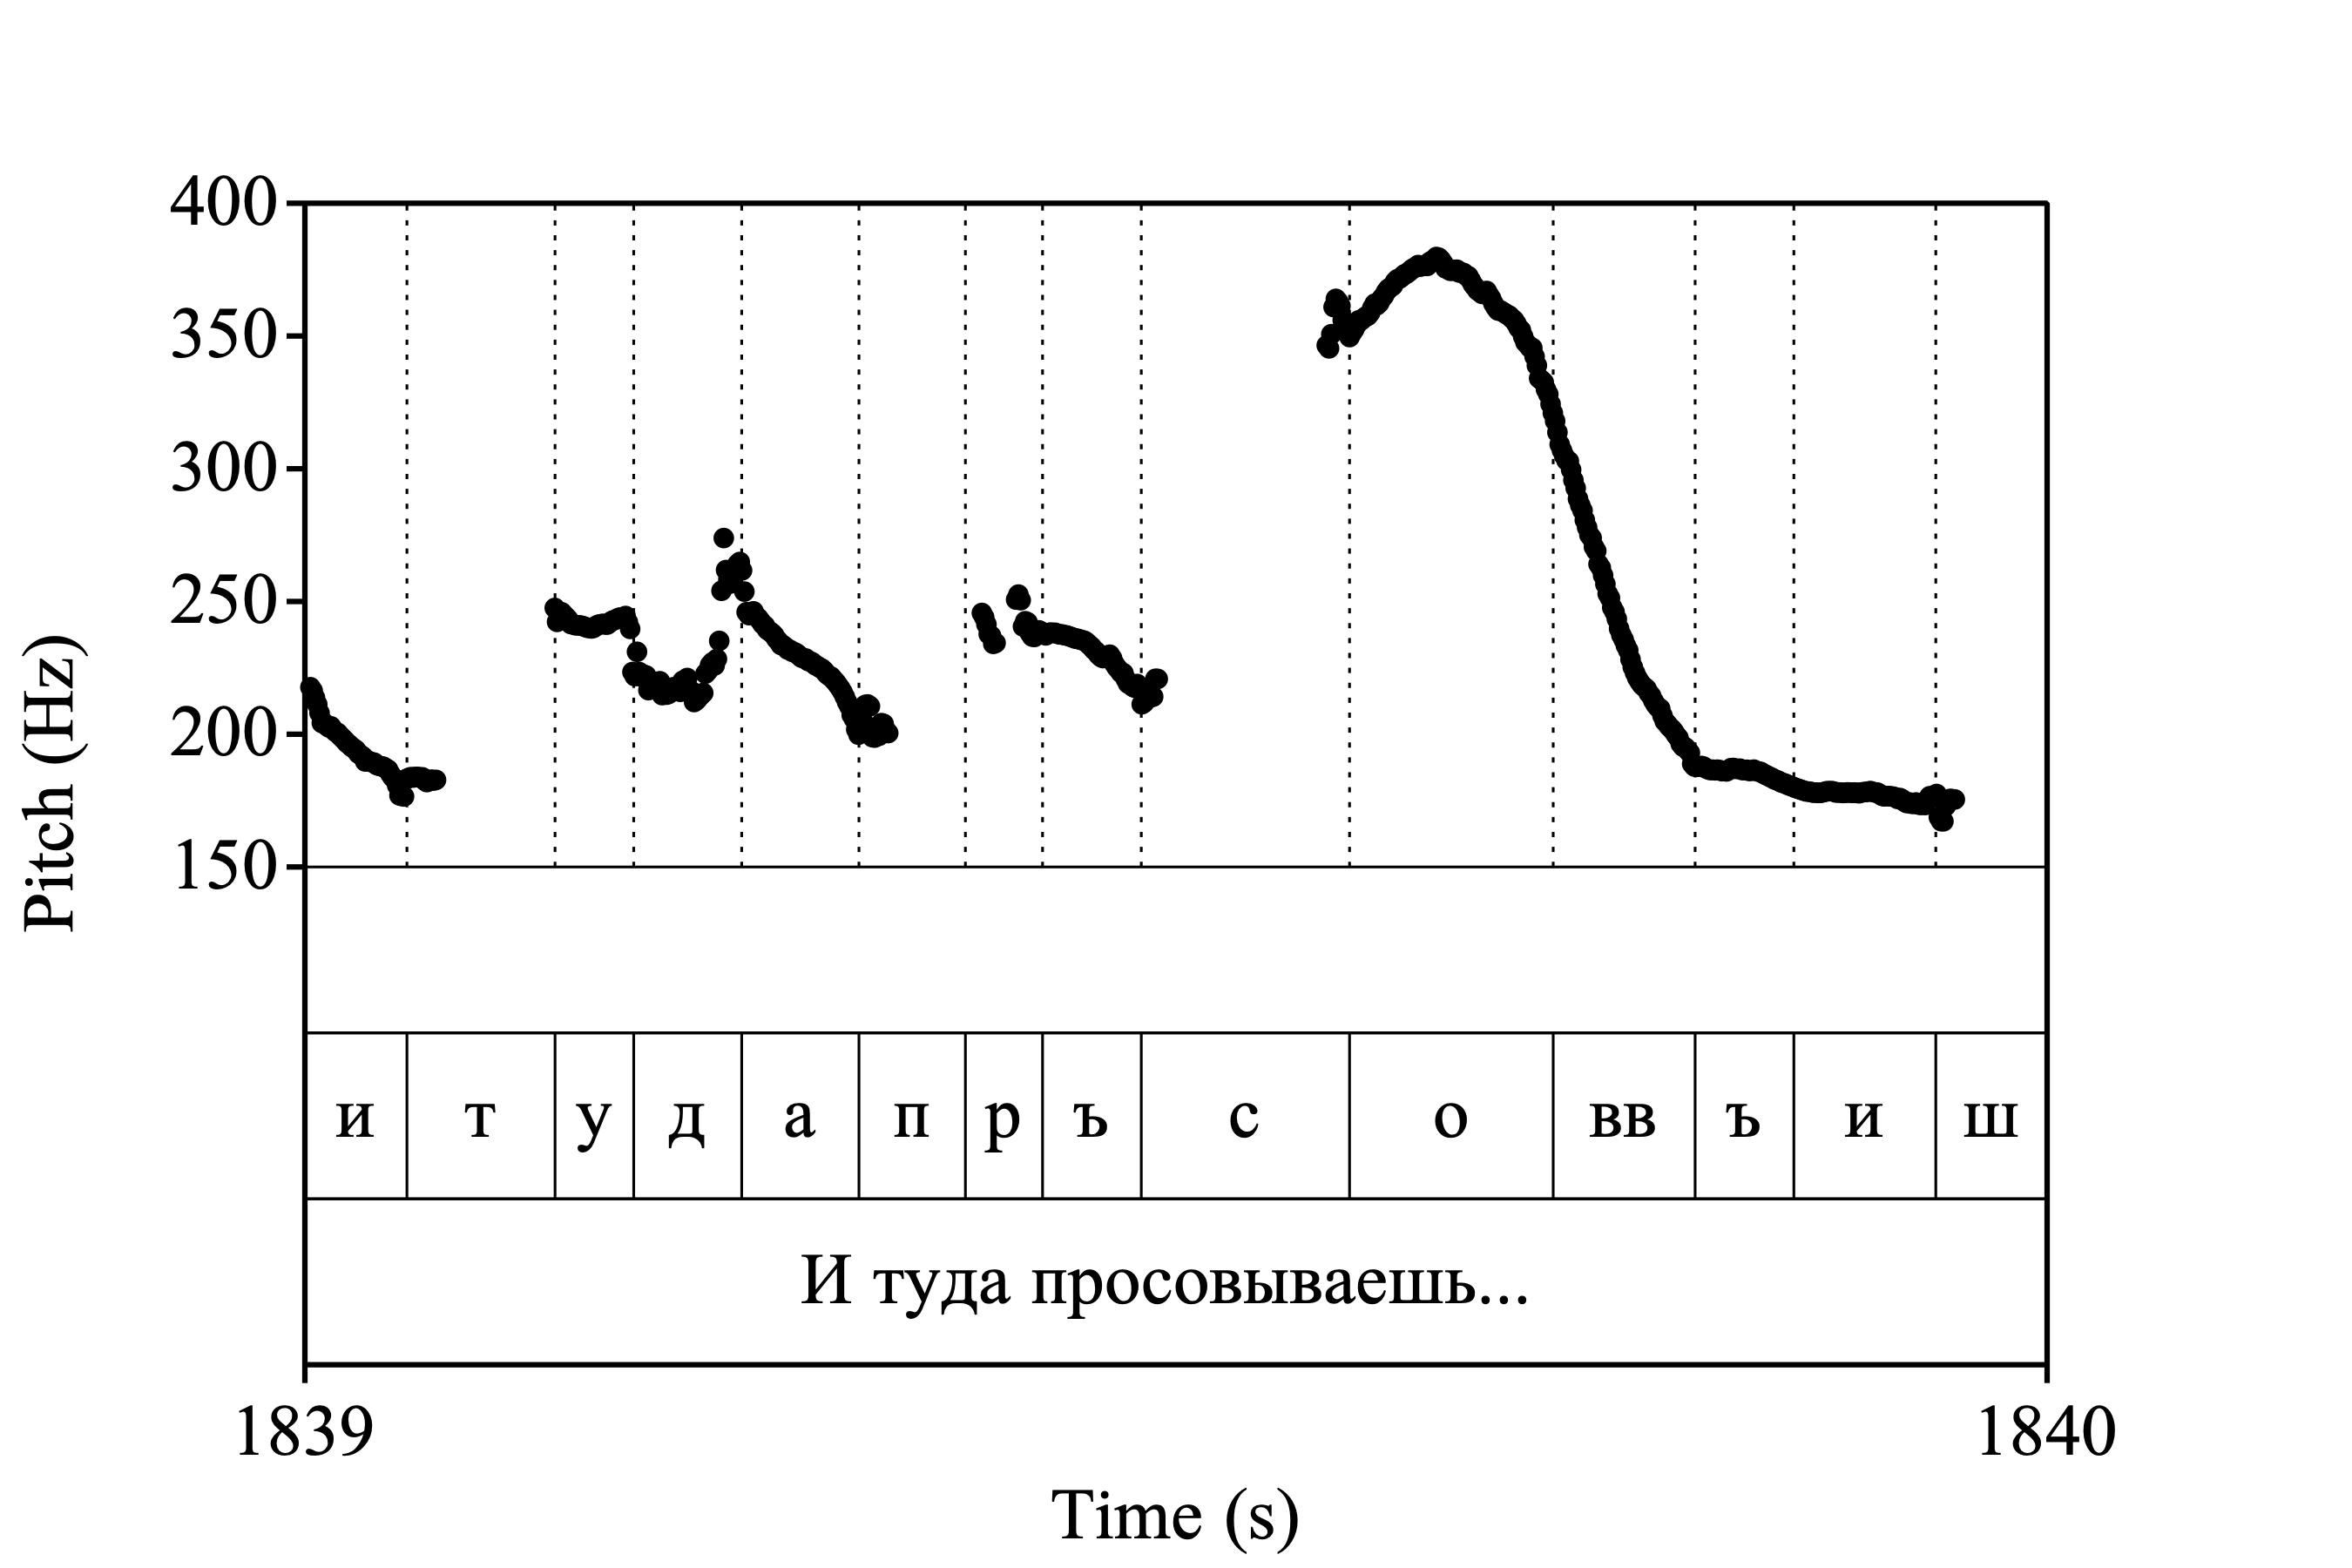 400
350
300
250
200
150
Pitch (Hz)
и т у д а п р ъ с о вв ъ и ш
И туда просовываешь...
1839 1840
Time (s)